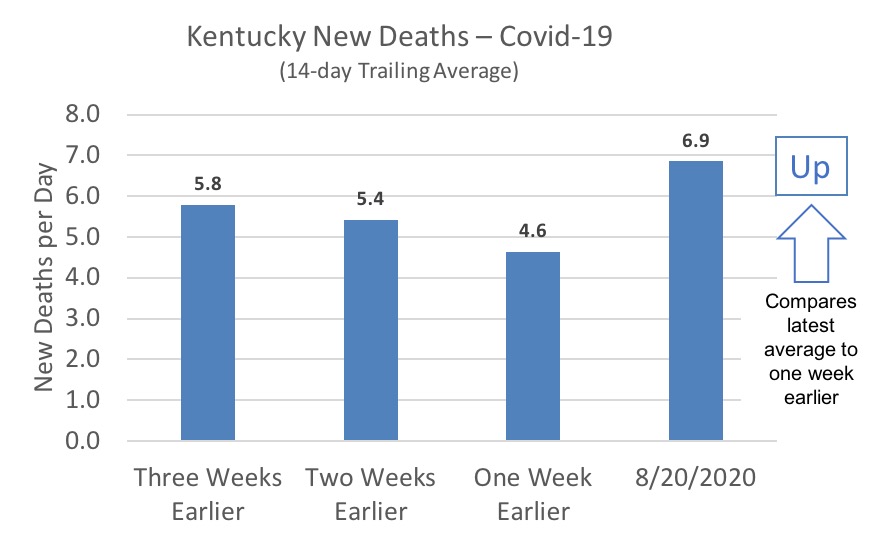 Kentucky New Deaths – Covid-19
(14-day Trailing Average)
New Deaths per Day
8.0
7.0
6.0
5.0
4.0
3.0
2.0
1.0
0.0
5.8
5.4
4.6
6.9
Three Weeks
Earlier
Two Weeks
Earlier
One Week
Earlier
8/20/2020
Up
Compares
latest
average to
one week
earlier